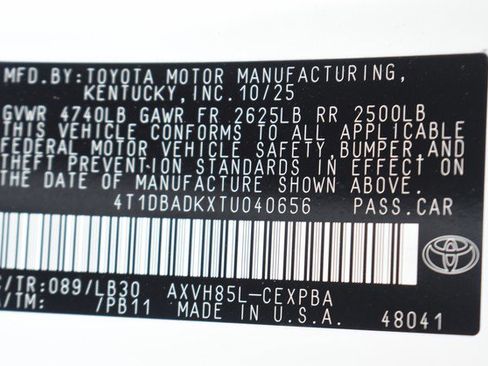 MFD.BY:TOYOTA MOTOR MANUFACTURING,
KENTUCKY,INC.10/25
GVWR 4740LB GAWR FR 2625LB RR 2500LB
THIS VEHICLE CONFORMS TO ALL APPLICABLE
FEDERAL MOTOR VEHICLE SAFETY,BUMPER,AND
THEFT PREVENTION STANDARDS IN EFFECT ON
THE DATE OF MANUFACTURE SHOWN ABOVE.
4T1DBADKXTU040656 PASS.CAR
C/TR:089/LB30 AXVH85L-CEXPBA
A/TM: 7PB11 MADE IN U.S.A. 48041